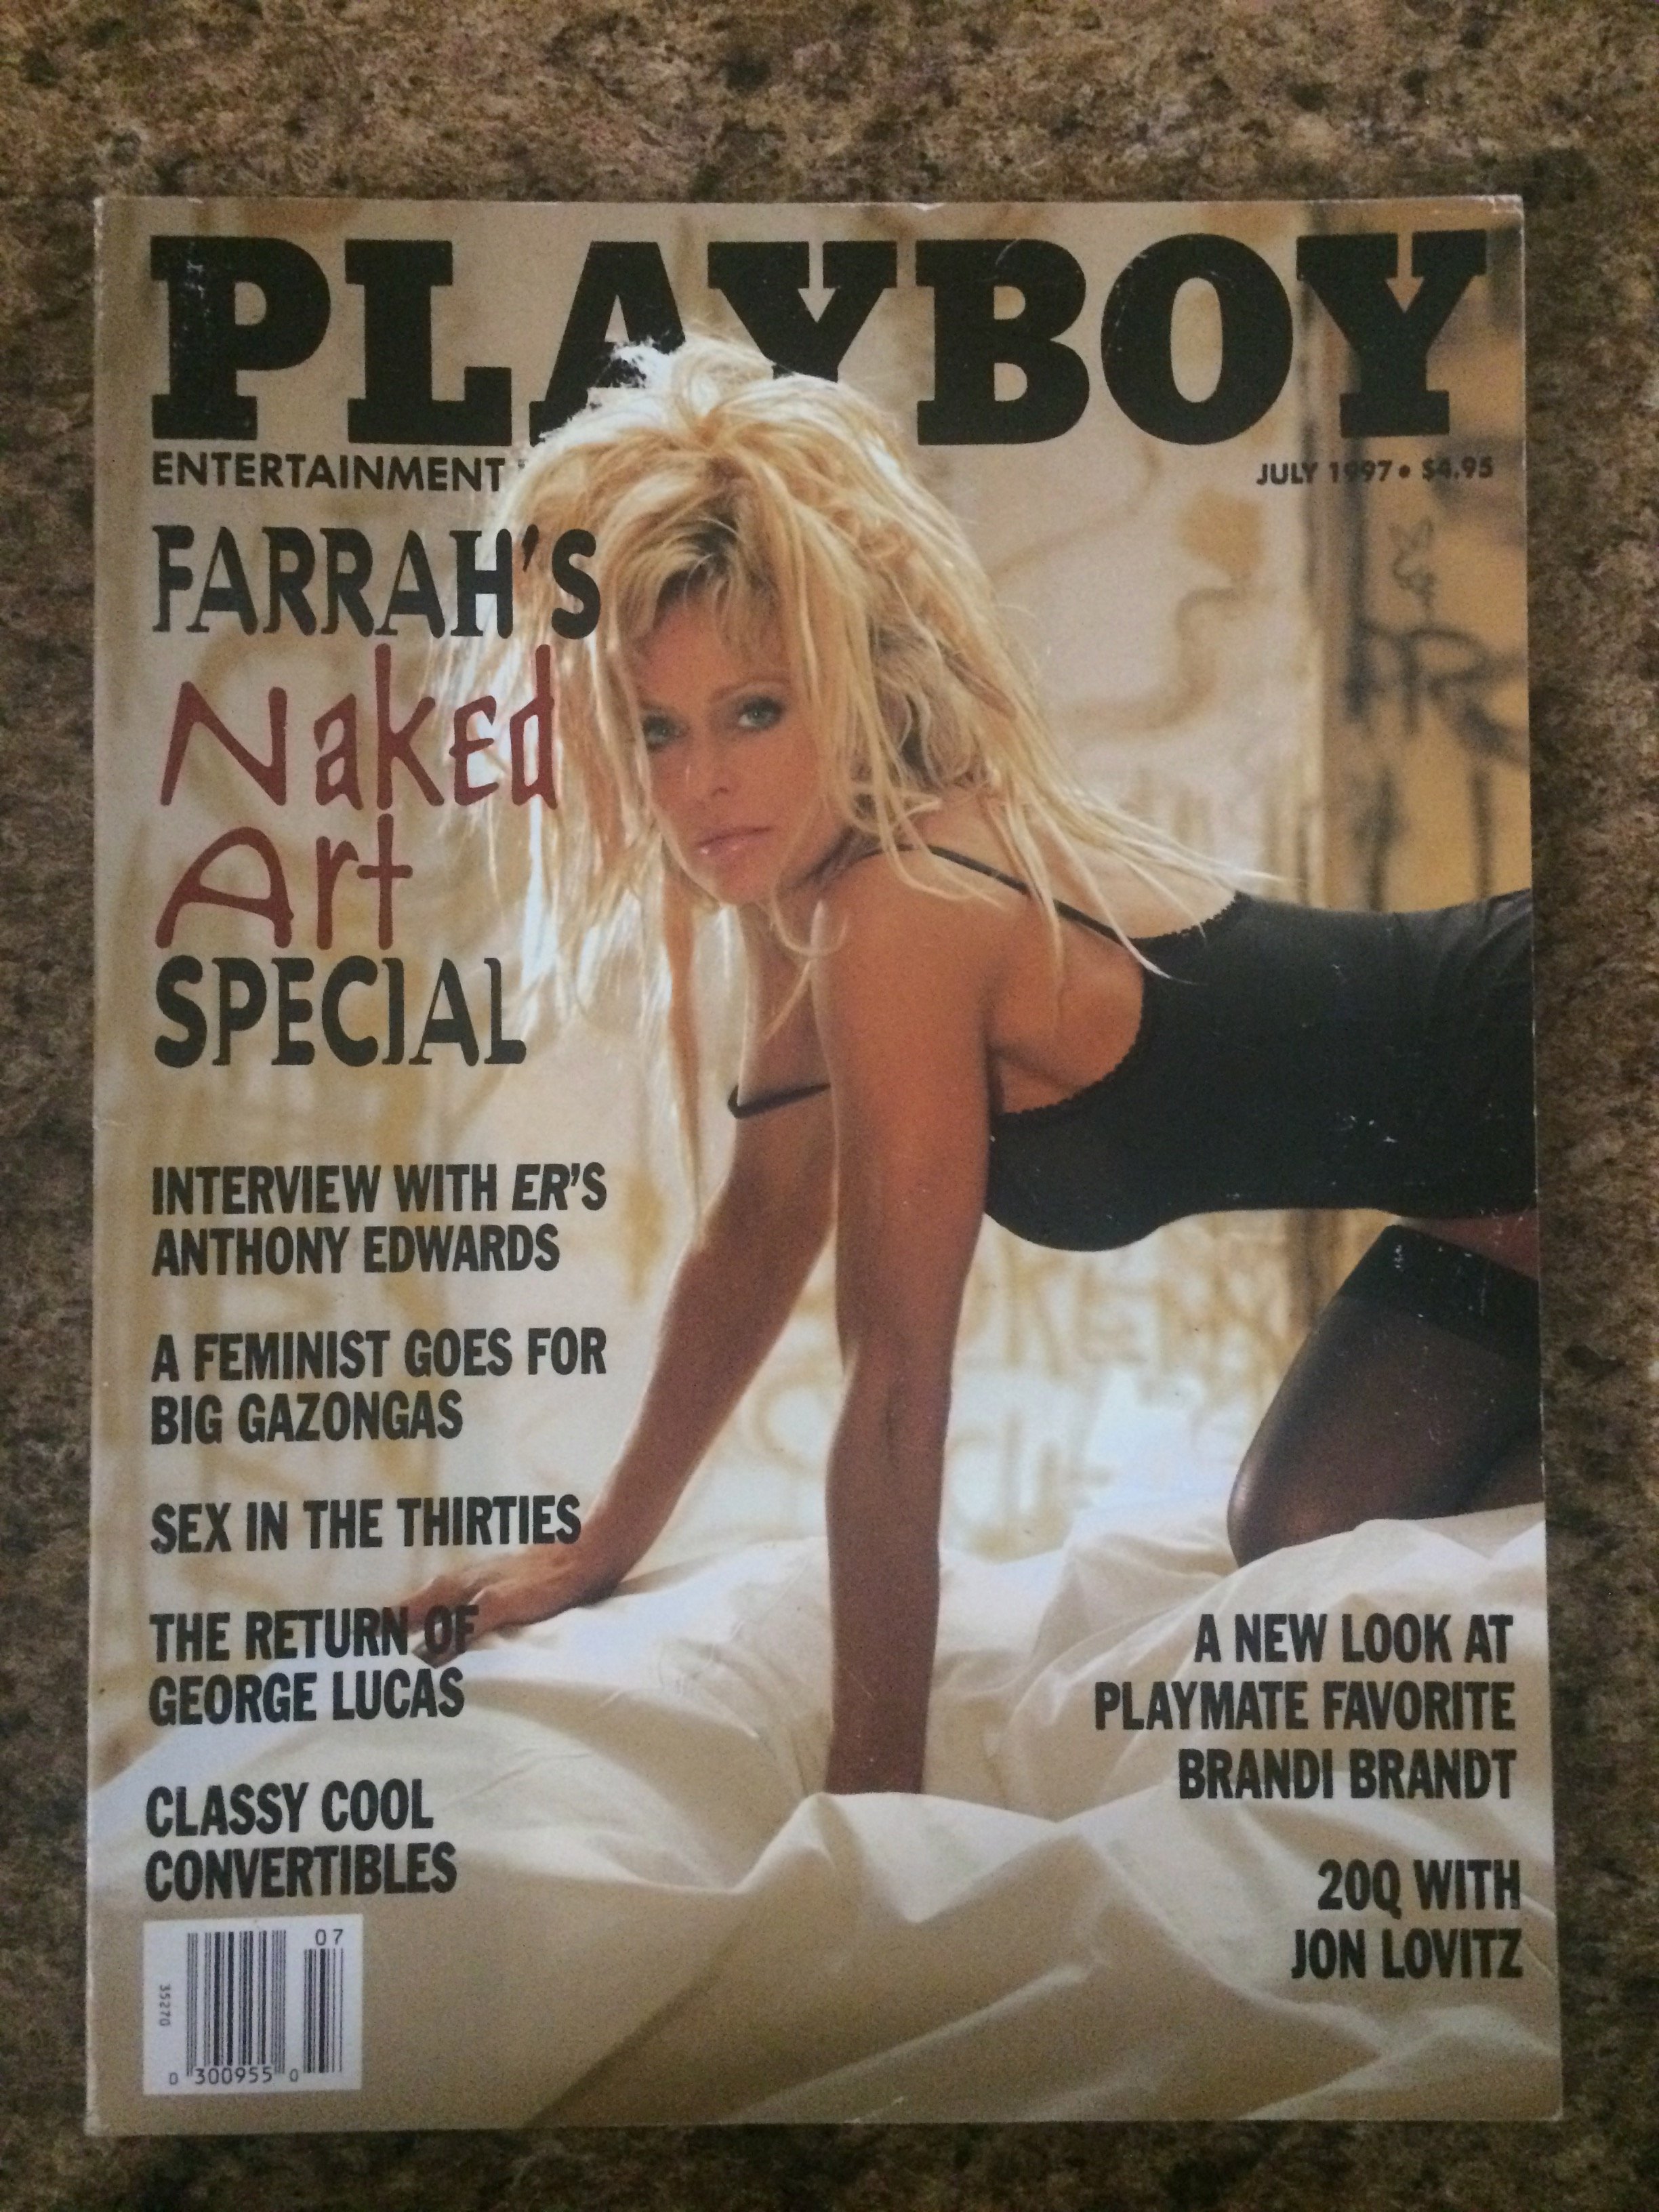 PLAYBOY
ENTERTAINMENT
JULY 1997 • $4.95
FARRAH'S
Naked
Art
SPECIAL
INTERVIEW WITH ER'S
ANTHONY EDWARDS
A FEMINIST GOES FOR
BIG GAZONGAS
SEX IN THE THIRTIES
THE RETURN OF
GEORGE LUCAS
CLASSY COOL
CONVERTIBLES
A NEW LOOK AT
PLAYMATE FAVORITE
BRANDI BRANDT
20Q WITH
JON LOVITZ
07
35270
0 300955 0